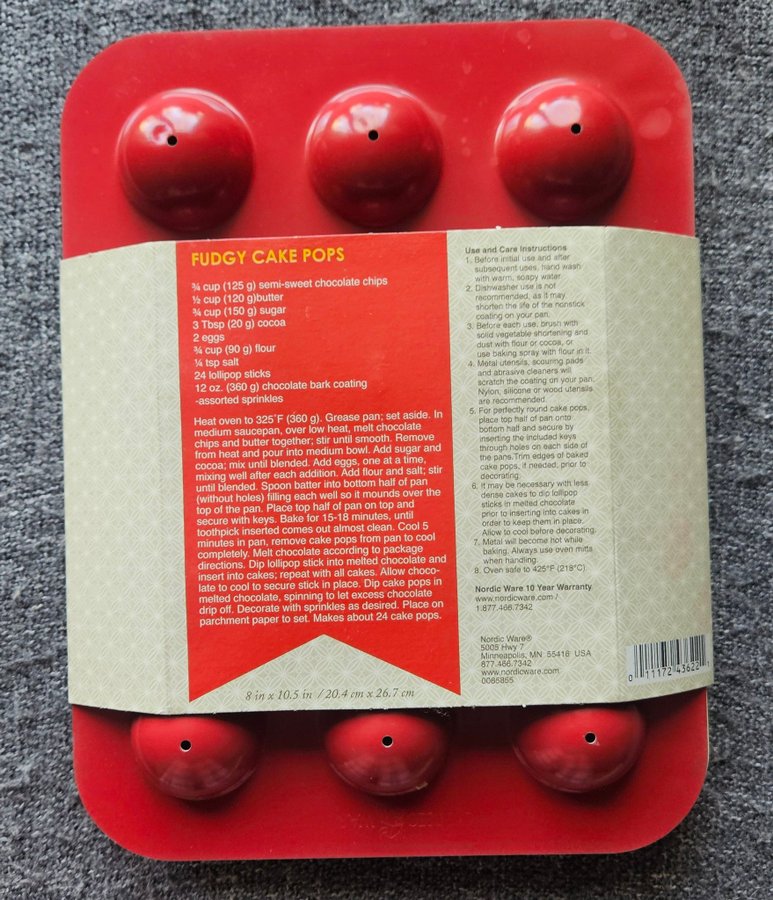 FUDGY CAKE POPS
¾ cup (125 g) semi-sweet chocolate chips
½ cup (120 g)butter
¾ cup (150 g) sugar
3 Tbsp (20 g) cocoa
2 eggs
¾ cup (90 g) flour
¼ tsp salt
24 lollipop sticks
12 oz. (360 g) chocolate bark coating
-assorted sprinkles
Heat oven to 325˚F (360 g). Grease pan; set aside. In
medium saucepan, over low heat, melt chocolate
chips and butter together; stir until smooth. Remove
from heat and pour into medium bowl. Add sugar and
cocoa; mix until blended. Add eggs, one at a time,
mixing well after each addition. Add flour and salt; stir
until blended. Spoon batter into bottom half of pan
(without holes) filling each well so it mounds over the
top of the pan. Place top half of pan on top and
secure with keys. Bake for 15-18 minutes, until
toothpick inserted comes out almost clean. Cool 5
minutes in pan, remove cake pops from pan to cool
completely. Melt chocolate according to package
directions. Dip lollipop stick into melted chocolate and
insert into cakes; repeat with all cakes. Allow choco-
late to cool to secure stick in place. Dip cake pops in
melted chocolate, spinning to let excess chocolate
drip off. Decorate with sprinkles as desired. Place on
parchment paper to set. Makes about 24 cake pops.
8 in x 10.5 in / 20.4 cm x 26.7 cm
Use and Care Instructions
1. Before initial use and after
subsequent uses, hand wash
with warm, soapy water.
2. Dishwasher use is not
recommended, as it may
shorten the life of the nonstick
coating on your pan.
3. Before each use, brush with
solid vegetable shortening and
dust with flour or cocoa, or
use baking spray with flour in it.
4. Metal utensils, scouring pads
and abrasive cleaners will
scratch the coating on your pan.
Nylon, silicone or wood utensils
are recommended.
5. For perfectly round cake pops,
place top half of pan onto
bottom half and secure by
inserting the included keys
through holes on each side of
the pans. Trim edges of baked
cake pops, if needed, prior to
decorating.
6. It may be necessary with less
dense cakes to dip lollipop
sticks in melted chocolate
prior to inserting into cakes in
order to keep them in place.
Allow to cool before decorating.
7. Metal will become hot while
baking. Always use oven mitts
when handling.
8. Oven safe to 425°F (218°C)
Nordic Ware 10 Year Warranty
www.nordicware.com /
1.877.466.7342
Nordic Ware®
5005 Hwy 7
Minneapolis, MN 55416 USA
877.466.7342
www.nordicware.com
0065865
0 11172 43622 1